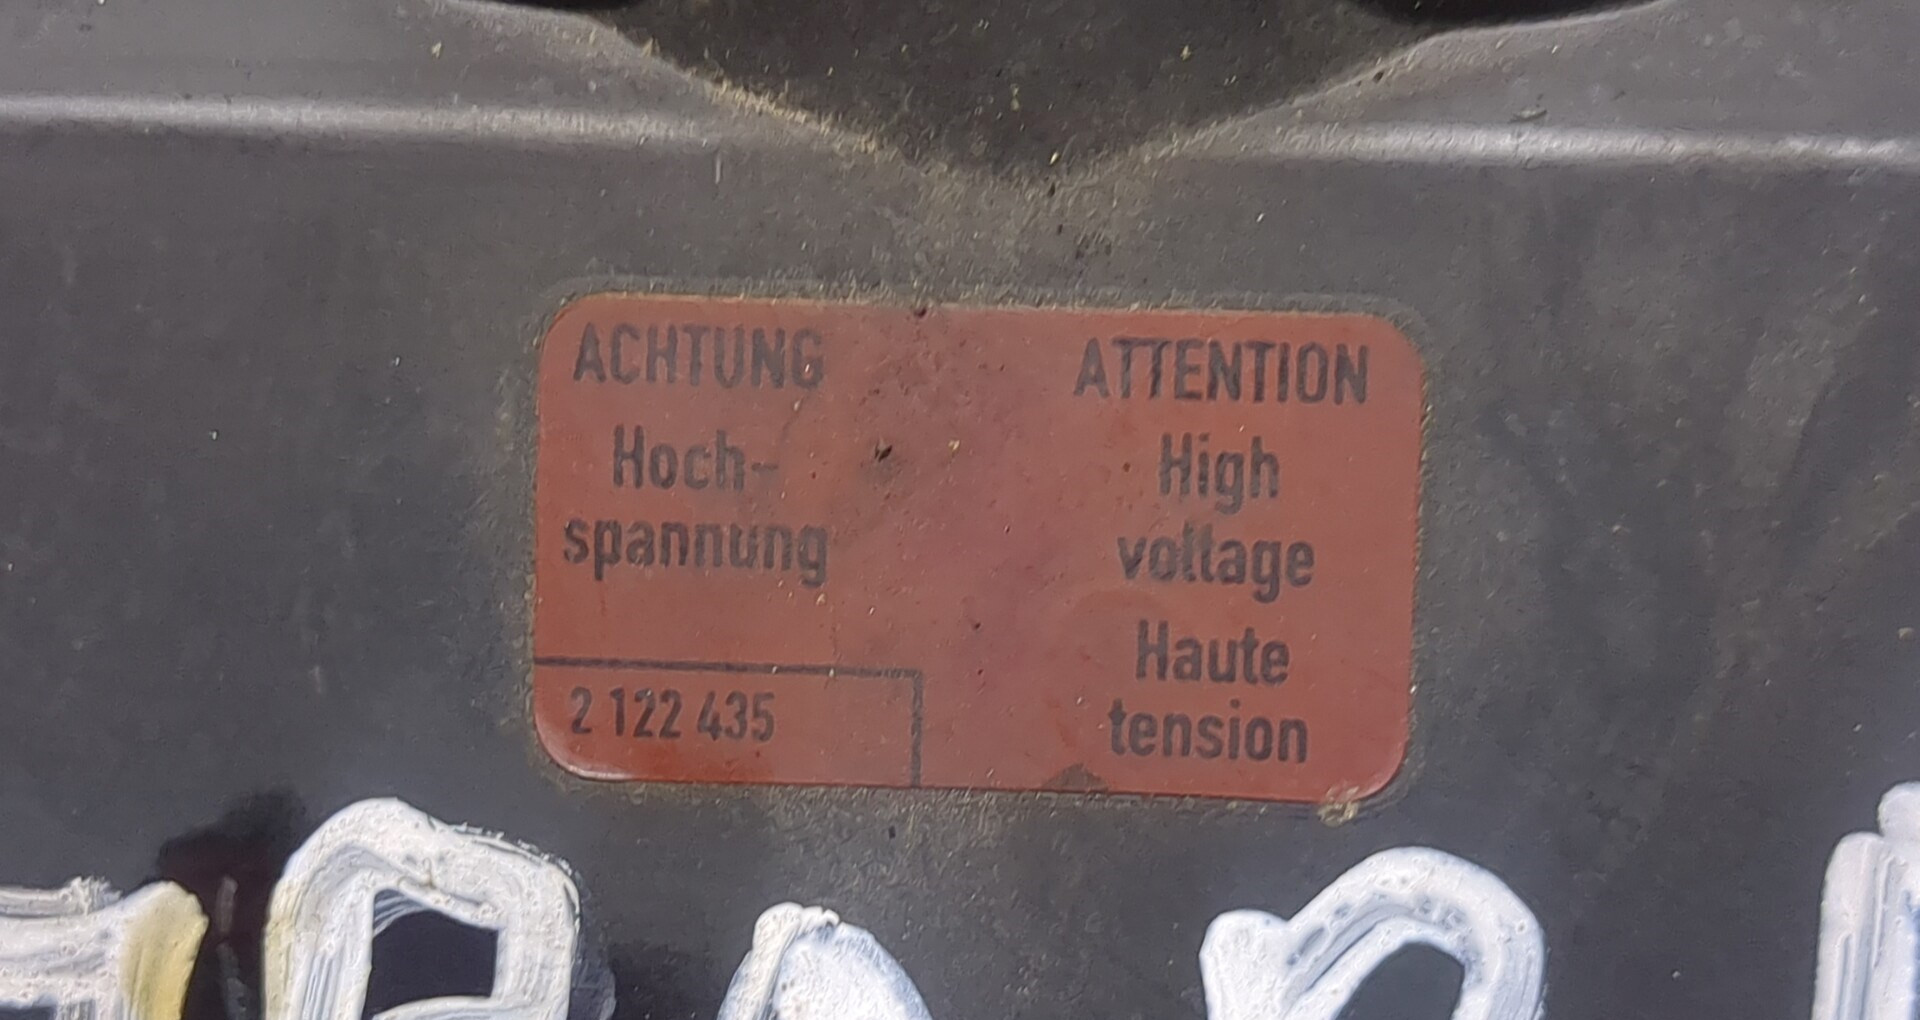 ACHTUNG
Hoch-
spannung
2 122 435
ATTENTION
High
voltage
Haute
tension